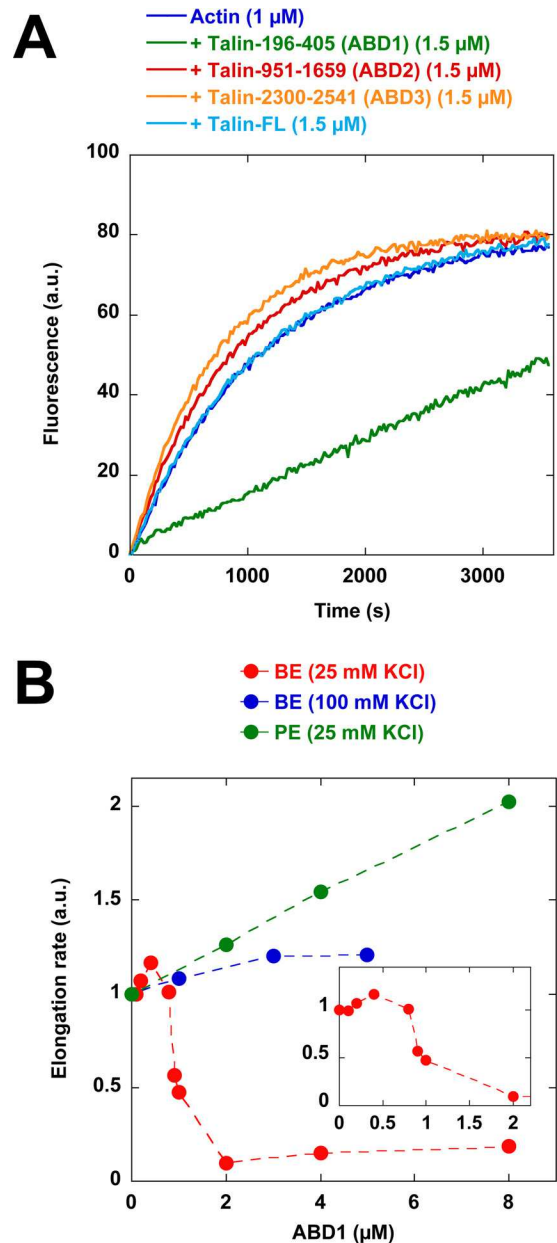 A
Actin (1 µM)
+ Talin-196-405 (ABD1) (1.5 µM)
+ Talin-951-1659 (ABD2) (1.5 µM)
+ Talin-2300-2541 (ABD3) (1.5 µM)
+ Talin-FL (1.5 µM)
100
80
60
40
20
0
Fluorescence (a.u.)
0 1000 2000 3000
Time (s)
B
BE (25 mM KCl)
BE (100 mM KCl)
PE (25 mM KCl)
2
1.5
1
0.5
0
Elongation rate (a.u.)
1
0.5
0
0 0.5 1 1.5 2
0 2 4 6 8
ABD1 (µM)